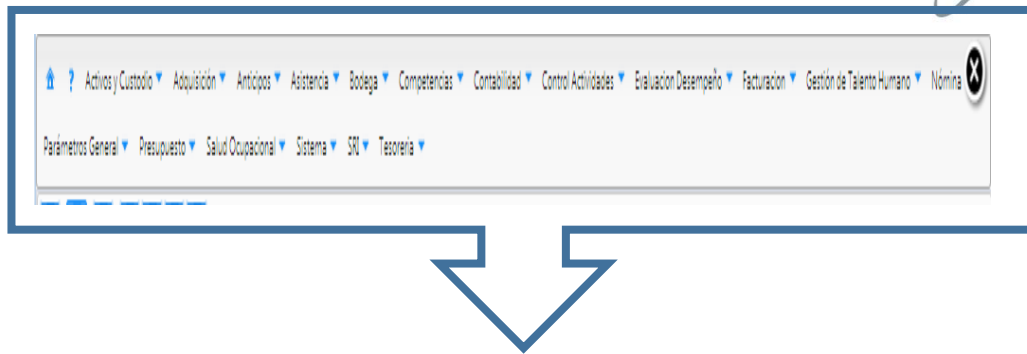 ? Activos y Custodio Adquisición Anticipos Asistencia Bodega Competencias Contabilidad Control Actividades Evaluacion Desempeño Facturacion Gestión de Talento Humano Nómina X
Parámetros General Presupuesto Salud Ocupacional Sistema SRI Tesoreria